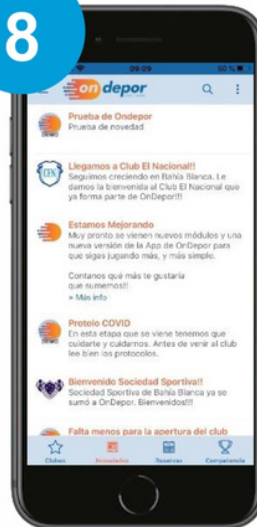 8
09:09
50 %
on depor
Prueba de Ondepor
Prueba de novedad
Llegamos a Club El Nacional!!
Seguimos creciendo en Bahía Blanca. Le
damos la bienvenida al Club El Nacional que
ya forma parte de OnDepor!!!
Estamos Mejorando
Muy pronto se vienen nuevos módulos y una
nueva versión de la App de OnDepor para
que sigas jugando más, y más simple.
Contanos qué más te gustaría
que sumemos!!
» Más info
Protolo COVID
En esta etapa que se viene tenemos que
cuidarte y cuidarnos. Antes de venir al club
lee bien los protocolos.
Bienvenido Sociedad Sportiva!!
Sociedad Sportiva de Bahía Blanca ya se
sumó a OnDepor. Bienvenidos!!!
Falta menos para la apertura del club
Clubes Novedades Reservas Competencia